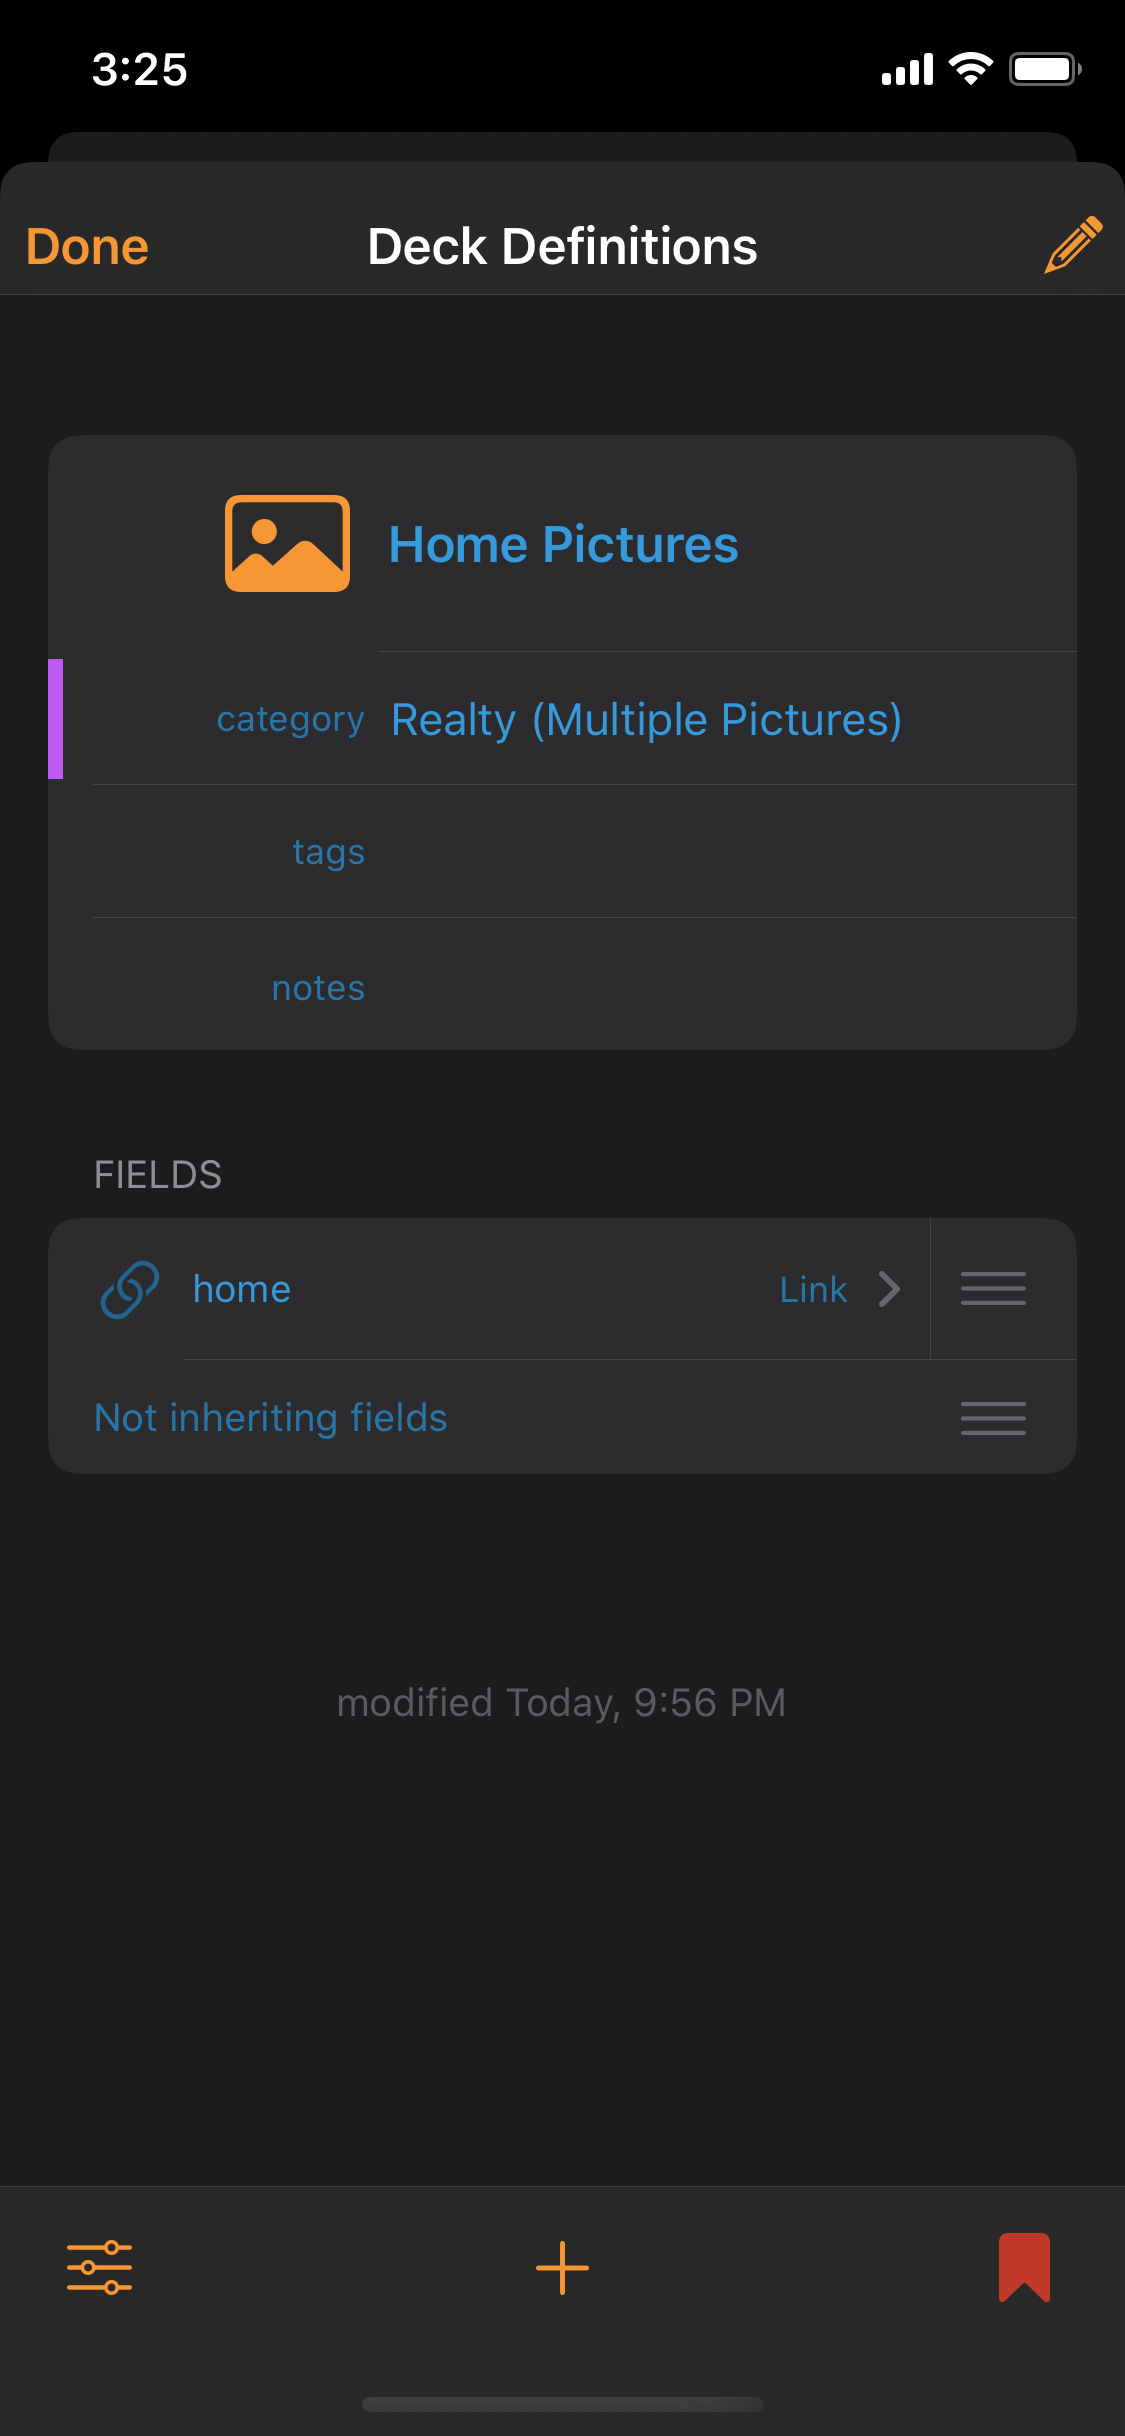 3:25
Done
Deck Definitions
Home Pictures
category Realty (Multiple Pictures)
tags
notes
FIELDS
home Link
Not inheriting fields
modified Today, 9:56 PM